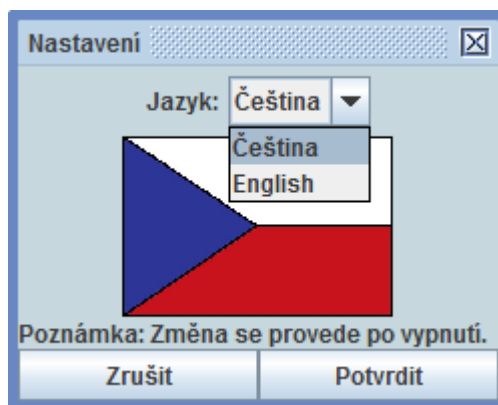 Nastavení
Jazyk: Čeština
Čeština
English
Poznámka: Změna se provede po vypnutí.
Zrušit Potvrdit